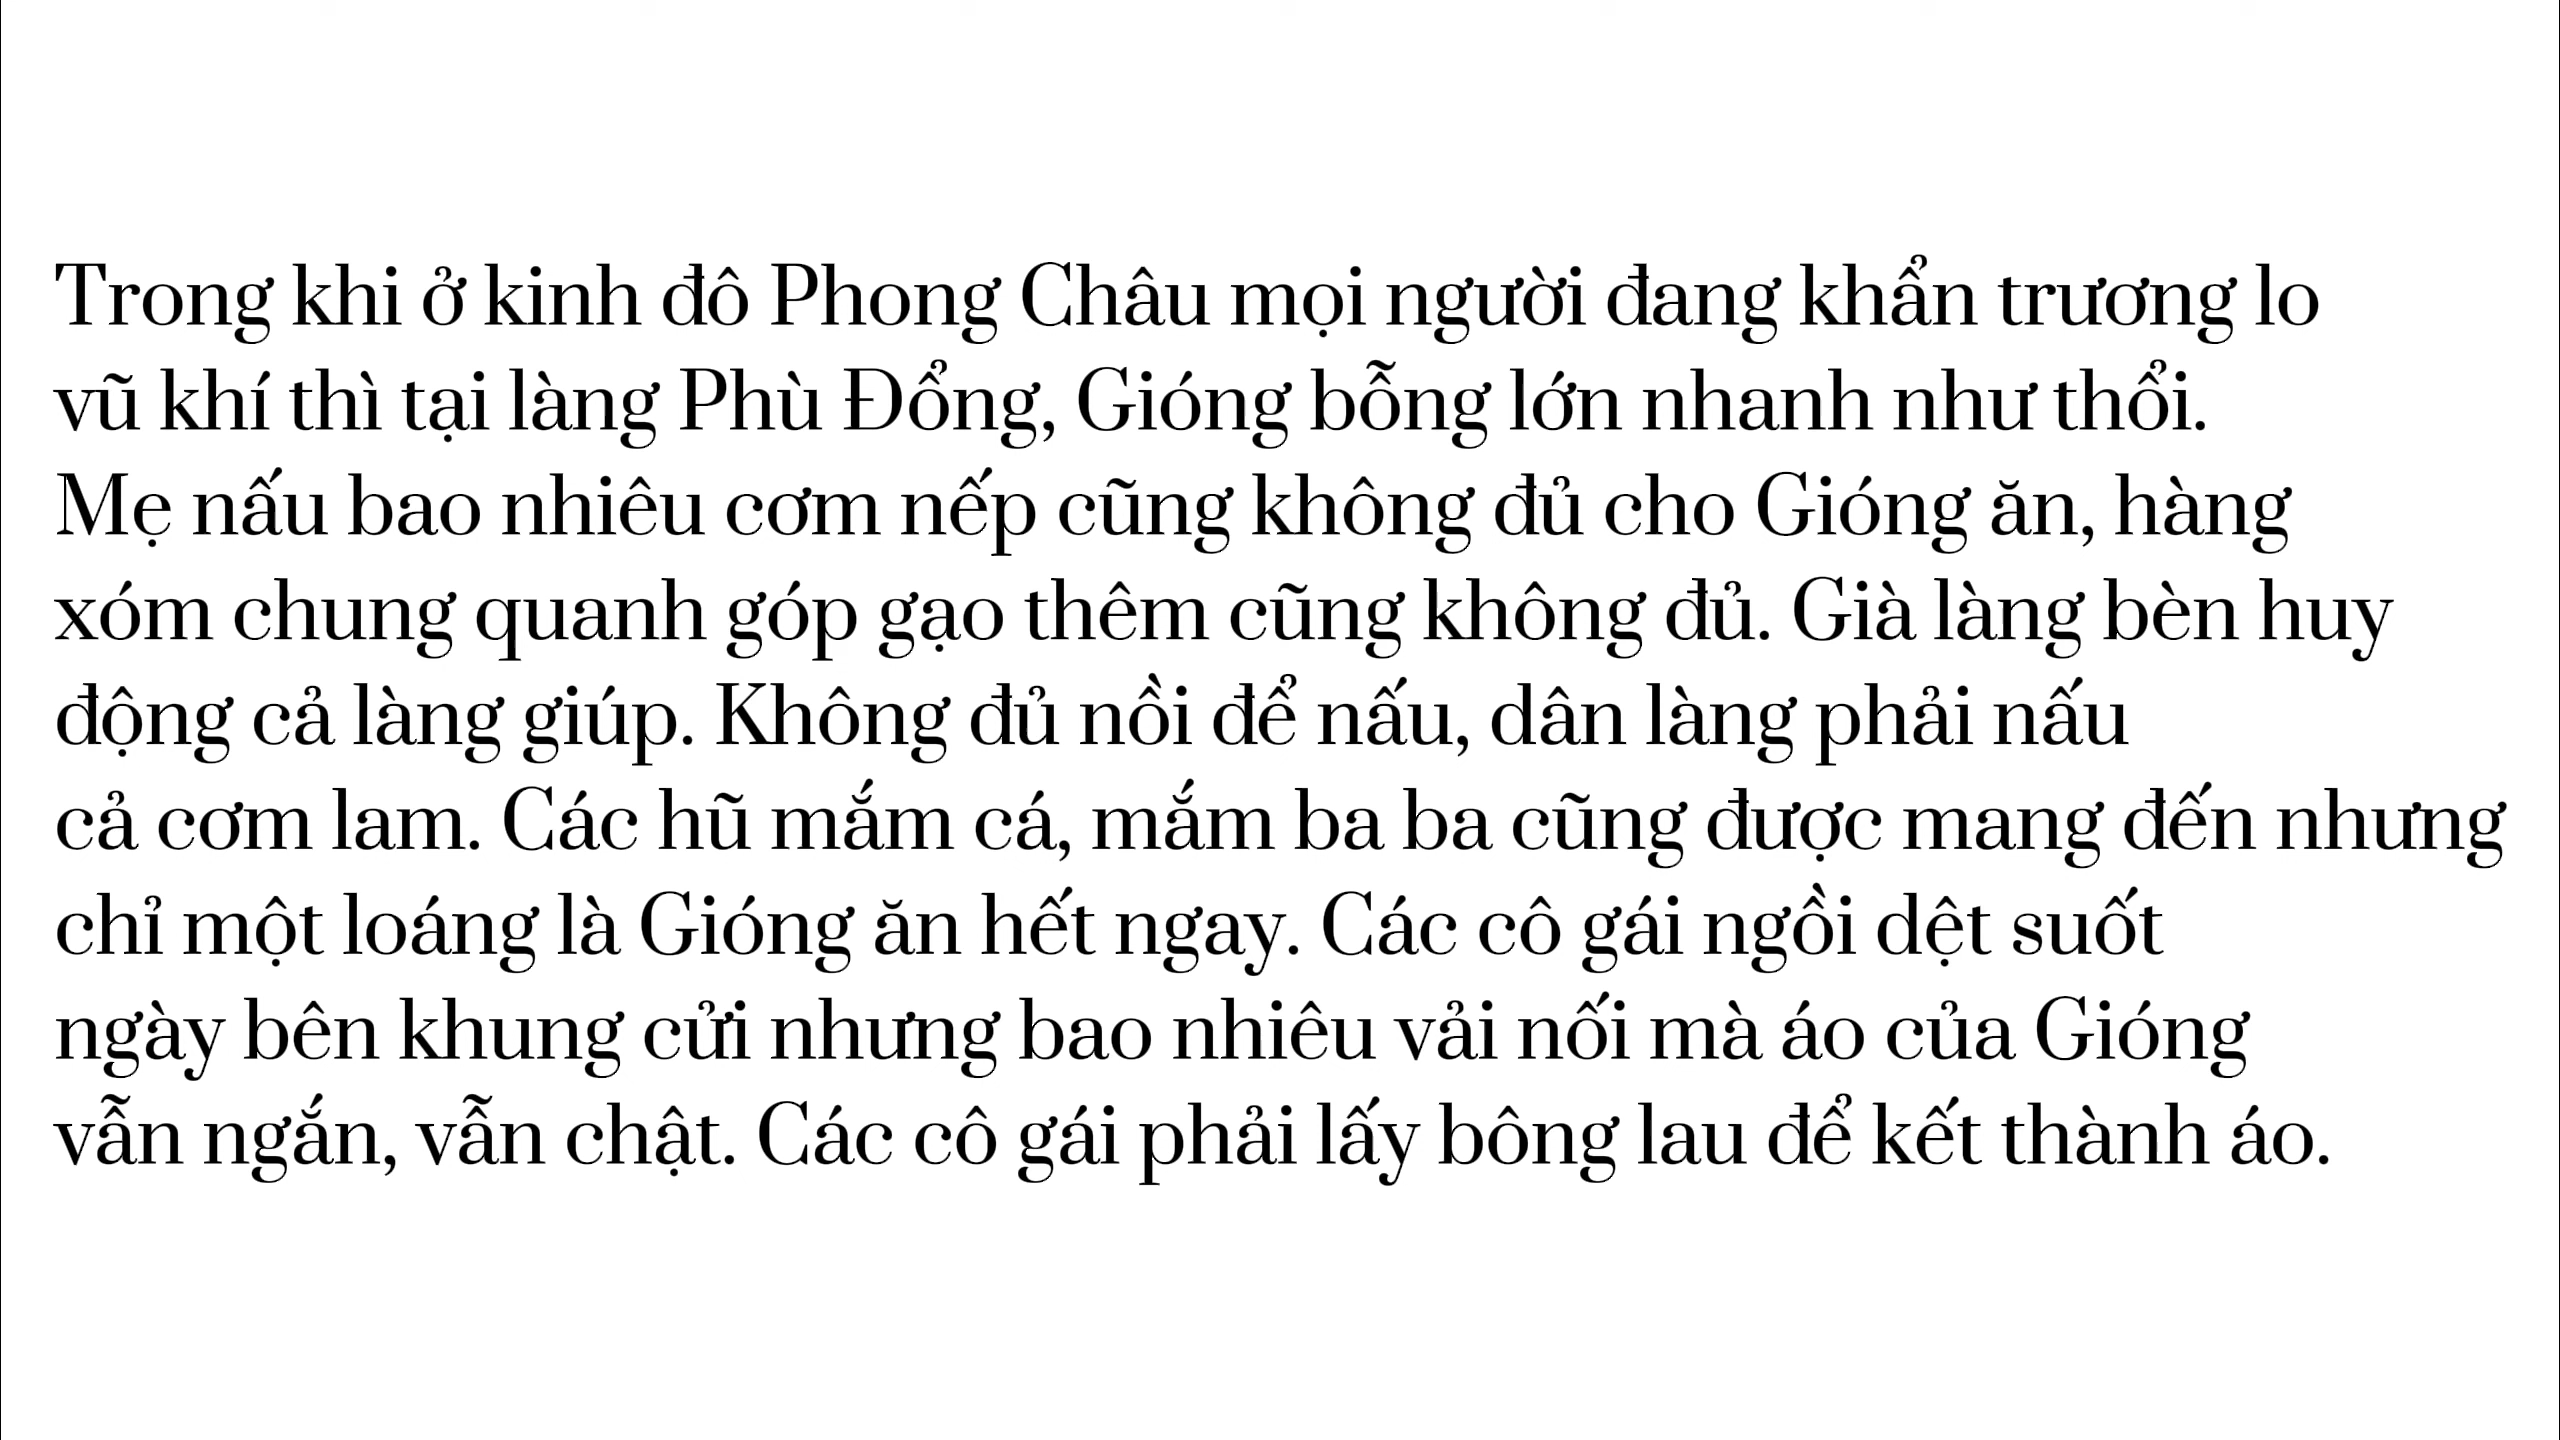 Trong khi ở kinh đô Phong Châu mọi người đang khẩn trương lo
vũ khí thì tại làng Phù Đổng, Gióng bỗng lớn nhanh như thổi.
Mẹ nấu bao nhiêu cơm nếp cũng không đủ cho Gióng ăn, hàng
xóm chung quanh góp gạo thêm cũng không đủ. Già làng bèn huy
động cả làng giúp. Không đủ nồi để nấu, dân làng phải nấu
cả cơm lam. Các hũ mắm cá, mắm ba ba cũng được mang đến nhưng
chỉ một loáng là Gióng ăn hết ngay. Các cô gái ngồi dệt suốt
ngày bên khung cửi nhưng bao nhiêu vải nối mà áo của Gióng
vẫn ngắn, vẫn chật. Các cô gái phải lấy bông lau để kết thành áo.